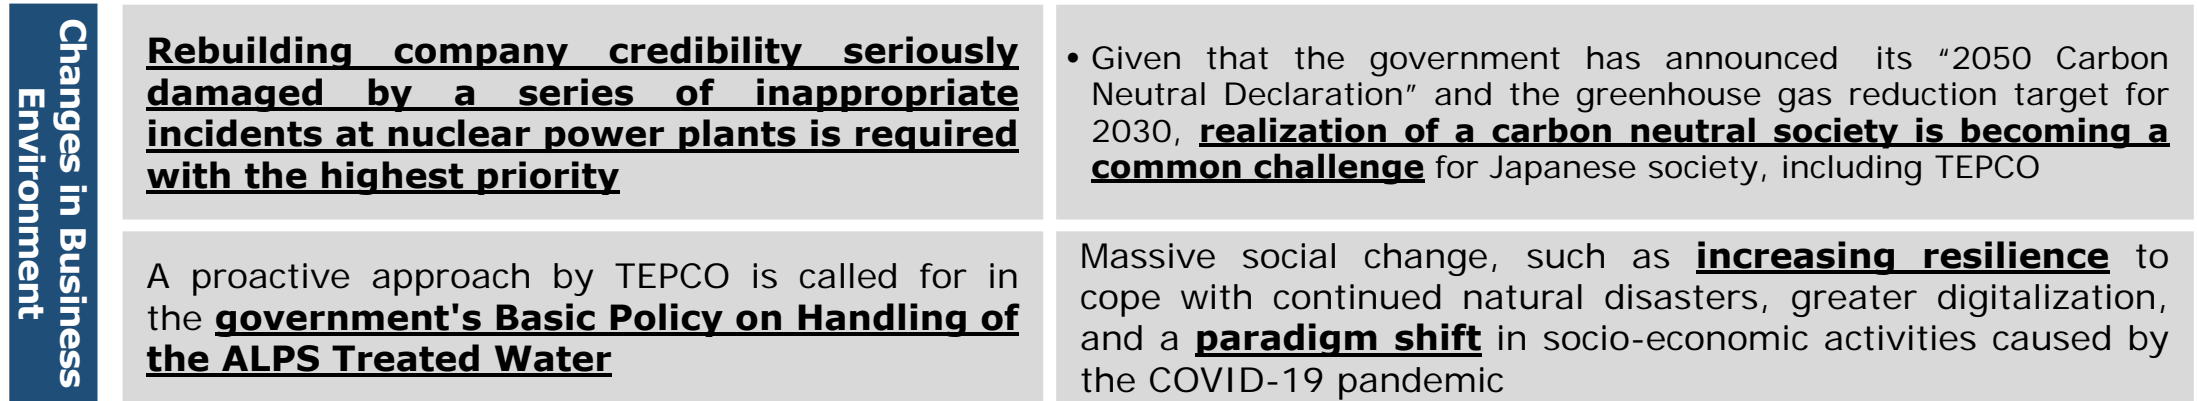 Changes in Business
Environment
Rebuilding company credibility seriously
damaged by a series of inappropriate
incidents at nuclear power plants is required
with the highest priority
• Given that the government has announced its “2050 Carbon
Neutral Declaration” and the greenhouse gas reduction target for
2030, realization of a carbon neutral society is becoming a
common challenge for Japanese society, including TEPCO
A proactive approach by TEPCO is called for in
the government's Basic Policy on Handling of
the ALPS Treated Water
Massive social change, such as increasing resilience to
cope with continued natural disasters, greater digitalization,
and a paradigm shift in socio-economic activities caused by
the COVID-19 pandemic